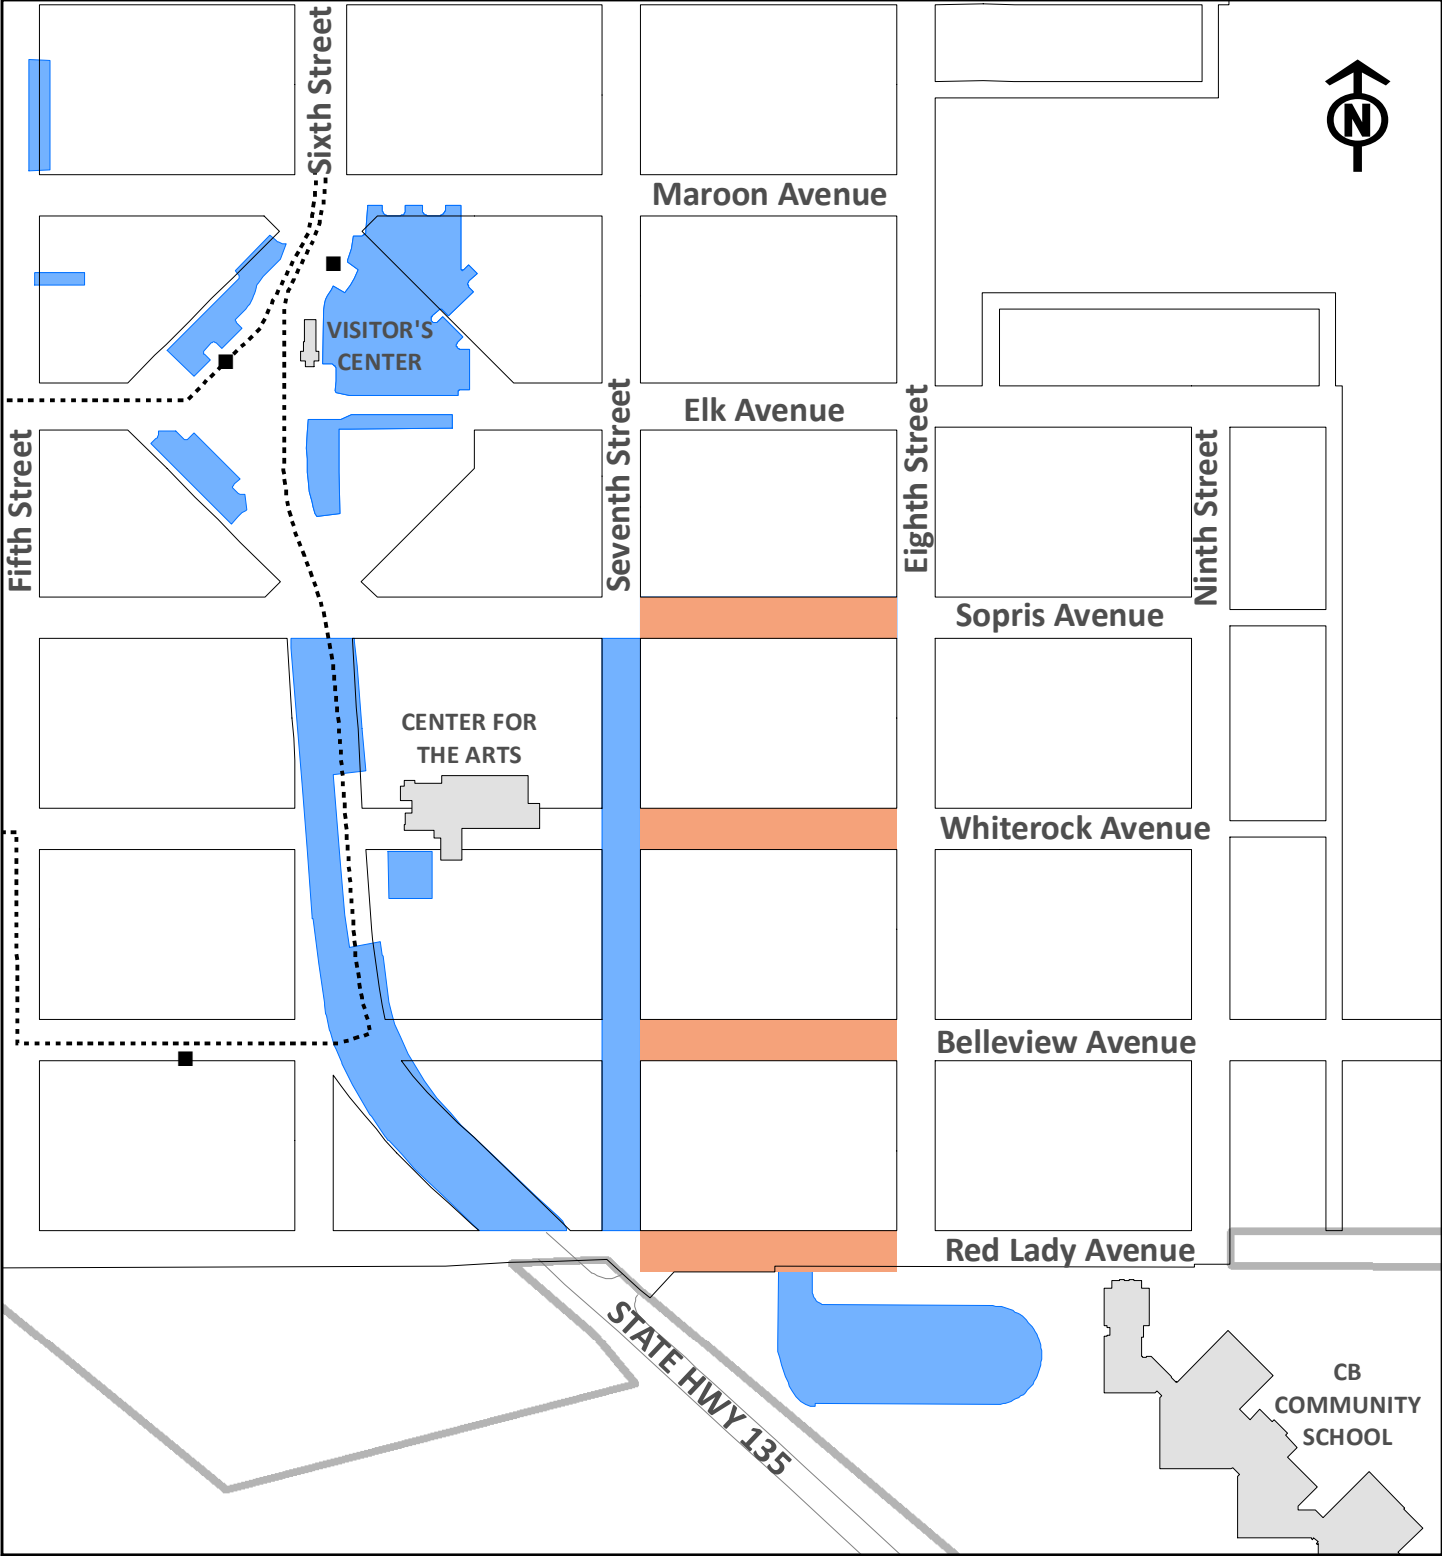 Sixth Street
N
Maroon Avenue
VISITOR'S
CENTER
Elk Avenue
Fifth Street
Seventh Street
Eighth Street
Ninth Street
Sopris Avenue
CENTER FOR
THE ARTS
Whiterock Avenue
Belleview Avenue
Red Lady Avenue
STATE HWY 135
CB
COMMUNITY
SCHOOL